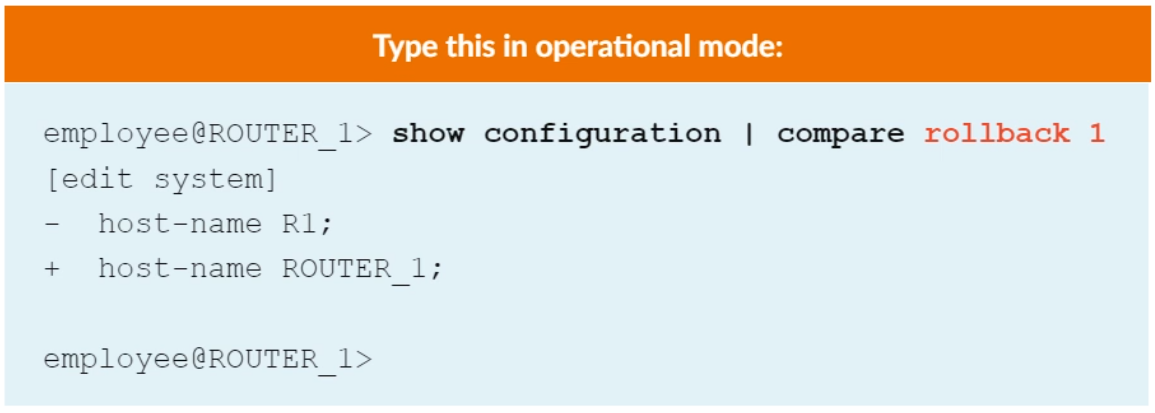 Type this in operational mode:
employee@ROUTER_1> show configuration | compare rollback 1
[edit system]
-  host-name R1;
+  host-name ROUTER_1;
employee@ROUTER_1>